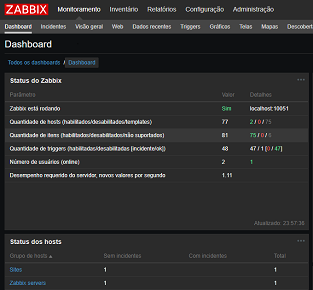 ZABBIX Monitoramento Inventário Relatórios Configuração Administração
Dashboard Incidentes Visão geral Web Dados recentes Triggers Gráficos Telas Mapas Descobert
Dashboard
Todos os dashboards / Dashboard
Status do Zabbix
Parâmetro Valor Detalhes
Zabbix está rodando Sim localhost:10051
Quantidade de hosts (habilitados/desabilitados/templates) 77 2 / 0 / 75
Quantidade de itens (habilitados/desabilitados/não suportados) 81 75 / 0 / 6
Quantidade de triggers (habilitadas/desabilitadas [incidente/ok]) 48 47 / 1 [0 / 47]
Número de usuários (online) 2 1
Desempenho requerido do servidor, novos valores por segundo 1.11
Atualizado: 23:57:36
Status dos hosts
Grupo de hosts Sem incidentes Com incidentes Total
Sites 1 1
Zabbix servers 1 1